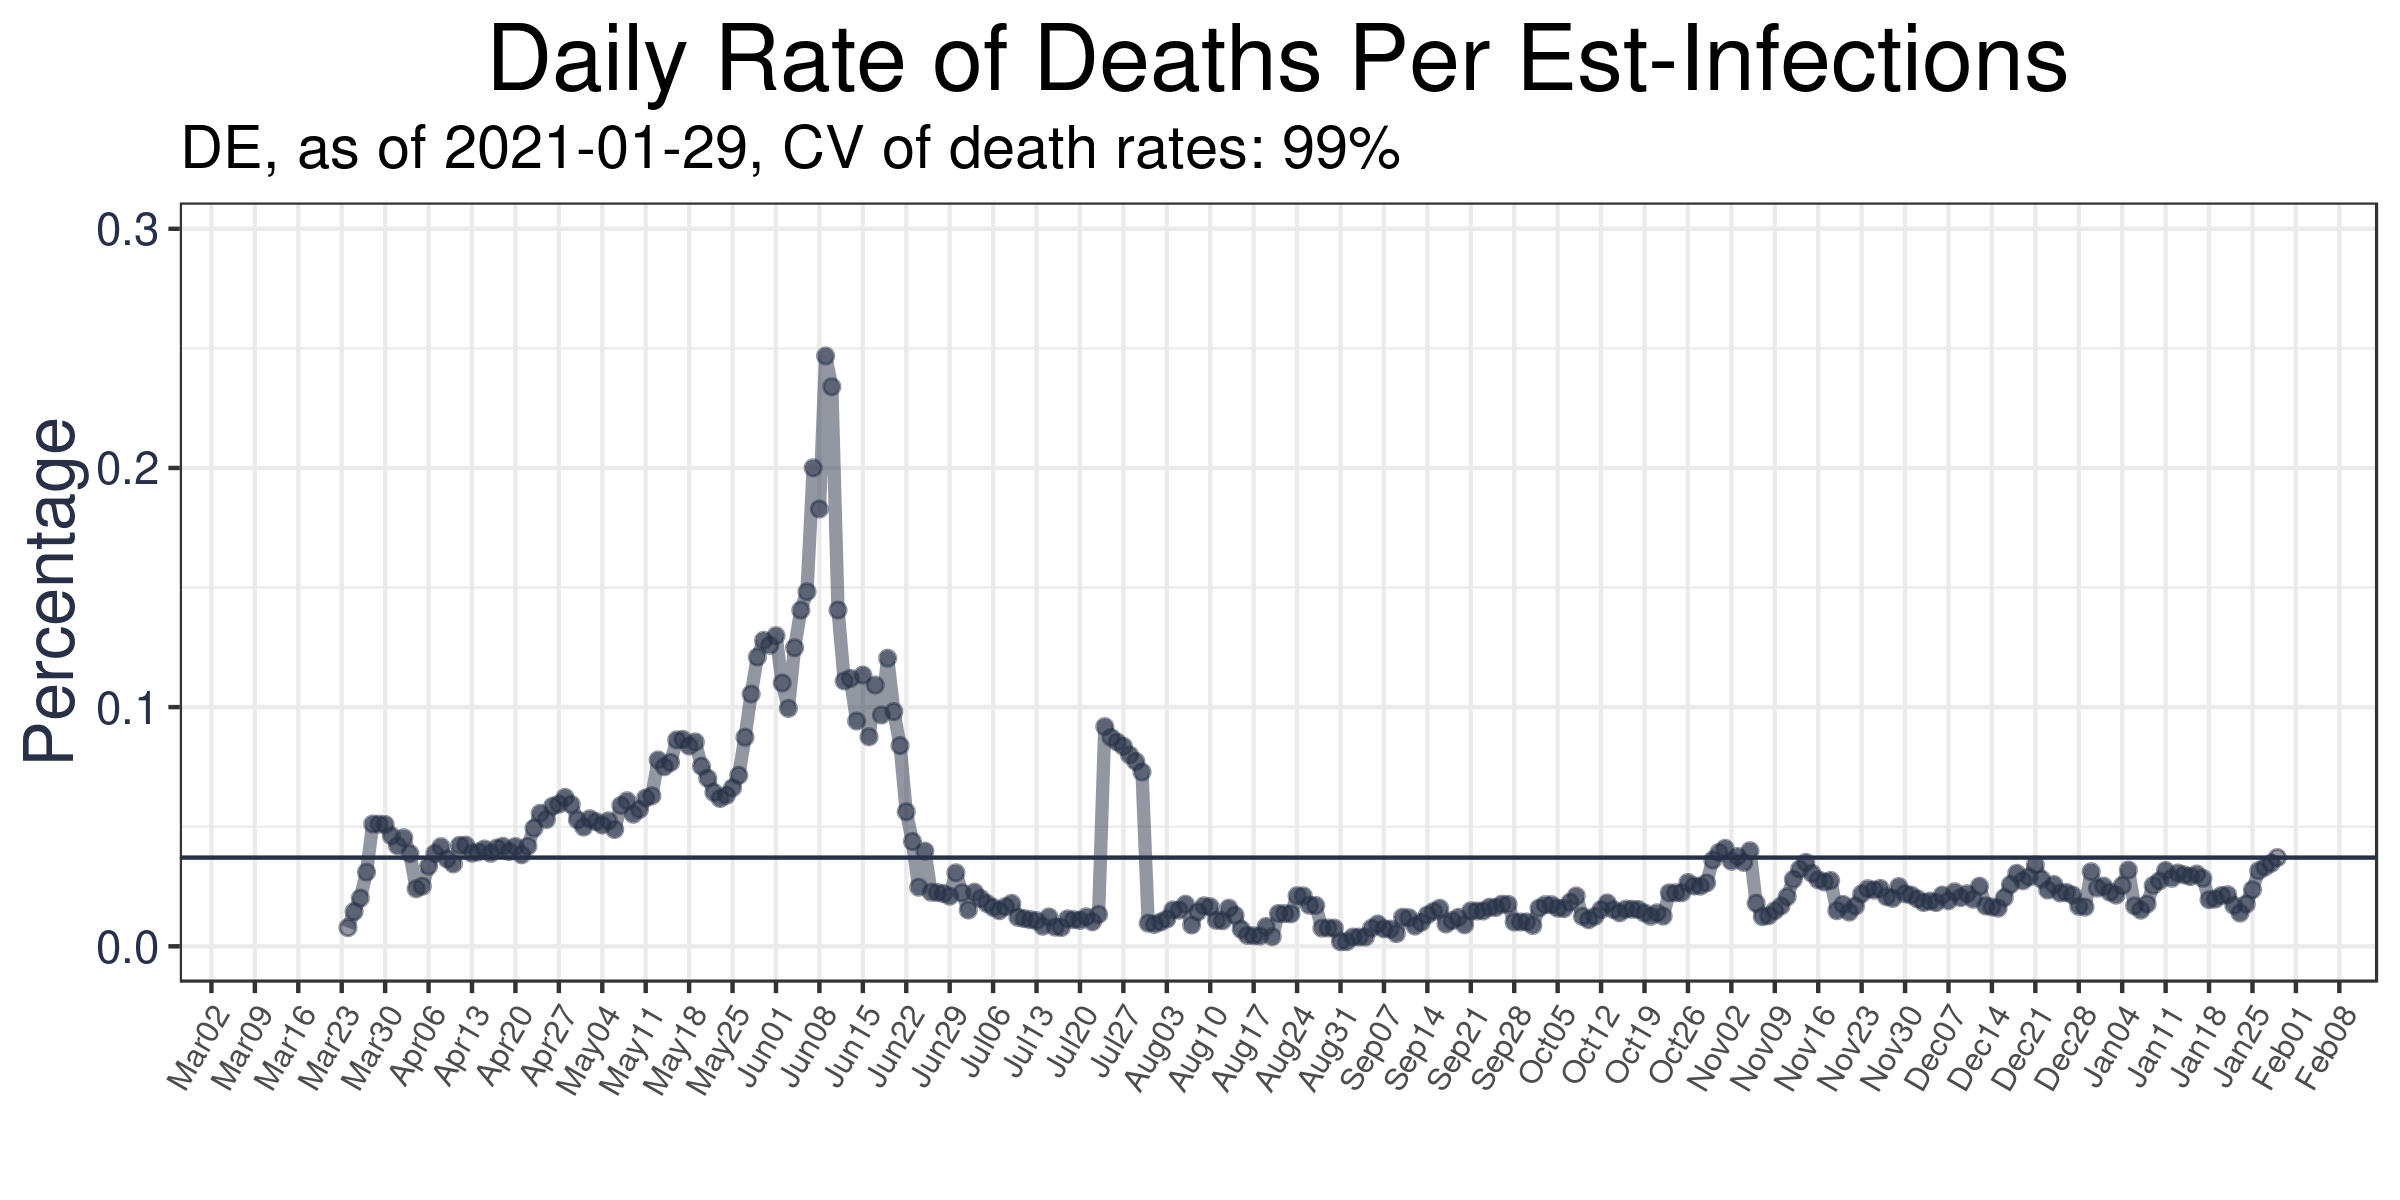 Daily Rate of Deaths Per Est-Infections
DE, as of 2021-01-29, CV of death rates: 99%
Percentage
0.3
0.2
0.1
0.0
Mar02
Mar09
Mar16
Mar23
Mar30
Apr06
Apr13
Apr20
Apr27
May04
May11
May18
May25
Jun01
Jun08
Jun15
Jun22
Jun29
Jul06
Jul13
Jul20
Jul27
Aug03
Aug10
Aug17
Aug24
Aug31
Sep07
Sep14
Sep21
Sep28
Oct05
Oct12
Oct19
Oct26
Nov02
Nov09
Nov16
Nov23
Nov30
Dec07
Dec14
Dec21
Dec28
Jan04
Jan11
Jan18
Jan25
Feb01
Feb08